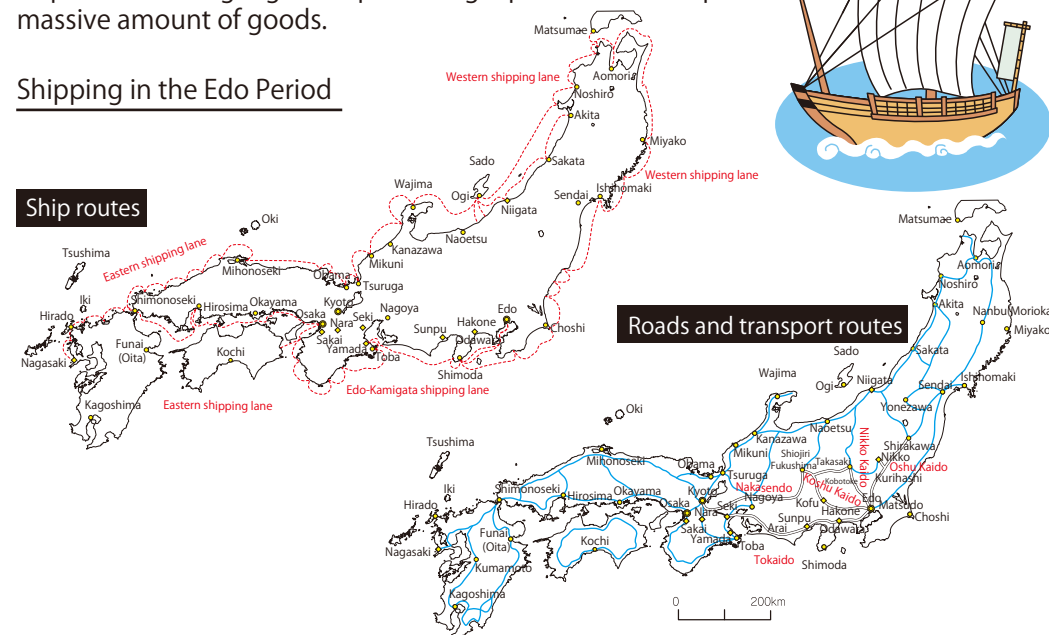 massive amount of goods.
Shipping in the Edo Period
Ship routes
Matsumae
Western shipping lane
Aomori
Noshiro
Akita
Miyako
Sado
Sakata
Western shipping lane
Wajima
Ogi
Sendai
Ishinomaki
Niigata
Oki
Naoetsu
Kanazawa
Tsushima
Eastern shipping lane
Mihonoseki
Mikuni
Obama
Tsuruga
Iki
Shimonoseki
Hirosima
Okayama
Kyoto
Nagoya
Edo
Hirado
Osaka
Seki
Hakone
Nara
Sunpu
Odawara
Choshi
Funai
(Oita)
Sakai
Yamada
Toba
Nagasaki
Kochi
Shimoda
Edo-Kamigata shipping lane
Kagoshima
Eastern shipping lane
Roads and transport routes
Matsumae
Aomoria
Noshiro
Akita
NanbuMorioka
Miyako
Sado
Sakata
Wajima
Ogi
Niigata
Sendai
Ishinomaki
Yonezawa
Oki
Naoetsu
Kanazawa
Shirakawa
Tsushima
Mikuni
Shiojiri
Nikko Kaido
Nikko
Mihonoseki
Obama
Tsuruga
Fukushima
Takasaki
Oshu Kaido
Kobotoke
Kurihashi
Iki
Shimonoseki
Hirosima
Okayama
Kyoto
Nakasendo
Koshu Kaido
Nagoya
Kofu
Edo
Matsudo
Hirado
Osaka
Nara
Seki
Hakone
Choshi
Sakai
Sunpu
Odawara
Funai
(Oita)
Yamada
Arai
Nagasaki
Kochi
Toba
Kumamoto
Tokaido
Shimoda
Kagoshima
0
200km